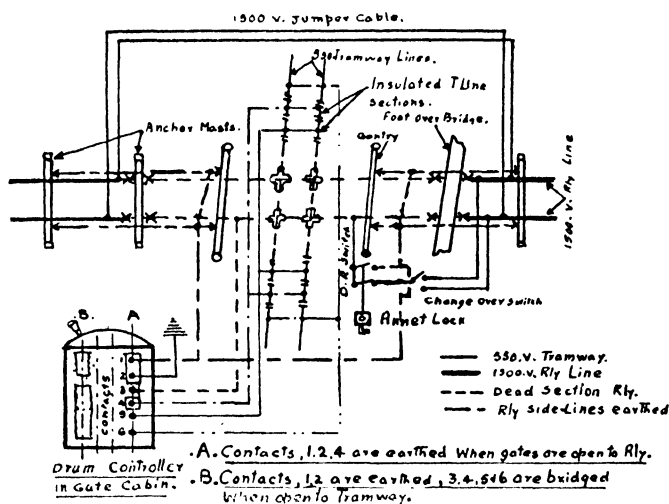 1500 v. Jumper Cable.
550 Tramway Lines.
Insulated T Line
Sections.
Foot Over Bridge.
Anchor Masts.
Gantry
1500.v. Rly Line
D.P. Switch
Change Over Switch
Annet Lock
B.
A
Contacts
1
2
3
4
5
6
Drum Controller
in Gate Cabin.
550.v. Tramway.
1500.v. Rly Line
Dead Section Rly.
Rly side-Lines earthed
.A. Contacts, 1.2.4 are earthed When gates are open to Rly.
.B. Contacts, 1,2 are earthed, 3,4,5&6 are bridged
When open to Tramway.